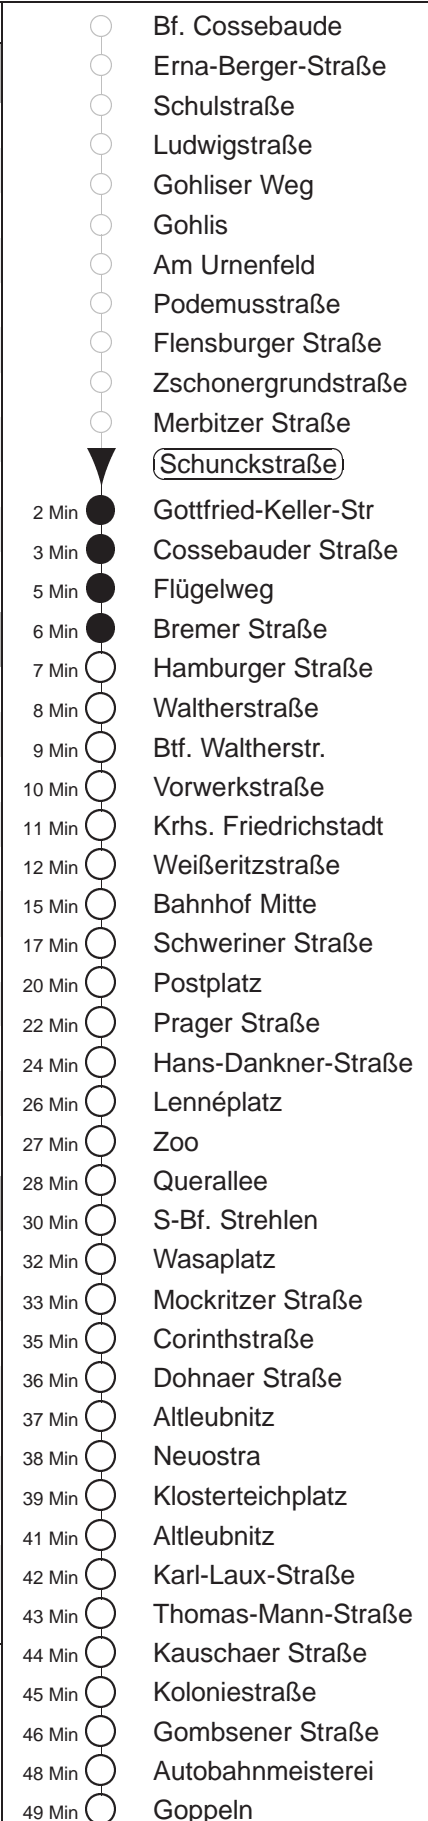 Bf. Cossebaude
Erna-Berger-Straße
Schulstraße
Ludwigstraße
Gohliser Weg
Gohlis
Am Urnenfeld
Podemusstraße
Flensburger Straße
Zschonergrundstraße
Merbitzer Straße
Schunckstraße
2 Min Gottfried-Keller-Str
3 Min Cossebauder Straße
5 Min Flügelweg
6 Min Bremer Straße
7 Min Hamburger Straße
8 Min Waltherstraße
9 Min Btf. Waltherstr.
10 Min Vorwerkstraße
11 Min Krhs. Friedrichstadt
12 Min Weißeritzstraße
15 Min Bahnhof Mitte
17 Min Schweriner Straße
20 Min Postplatz
22 Min Prager Straße
24 Min Hans-Dankner-Straße
26 Min Lennéplatz
27 Min Zoo
28 Min Querallee
30 Min S-Bf. Strehlen
32 Min Wasaplatz
33 Min Mockritzer Straße
35 Min Corinthstraße
36 Min Dohnaer Straße
37 Min Altleubnitz
38 Min Neuostra
39 Min Klosterteichplatz
41 Min Altleubnitz
42 Min Karl-Laux-Straße
43 Min Thomas-Mann-Straße
44 Min Kauschaer Straße
45 Min Koloniestraße
46 Min Gombsener Straße
48 Min Autobahnmeisterei
49 Min Goppeln